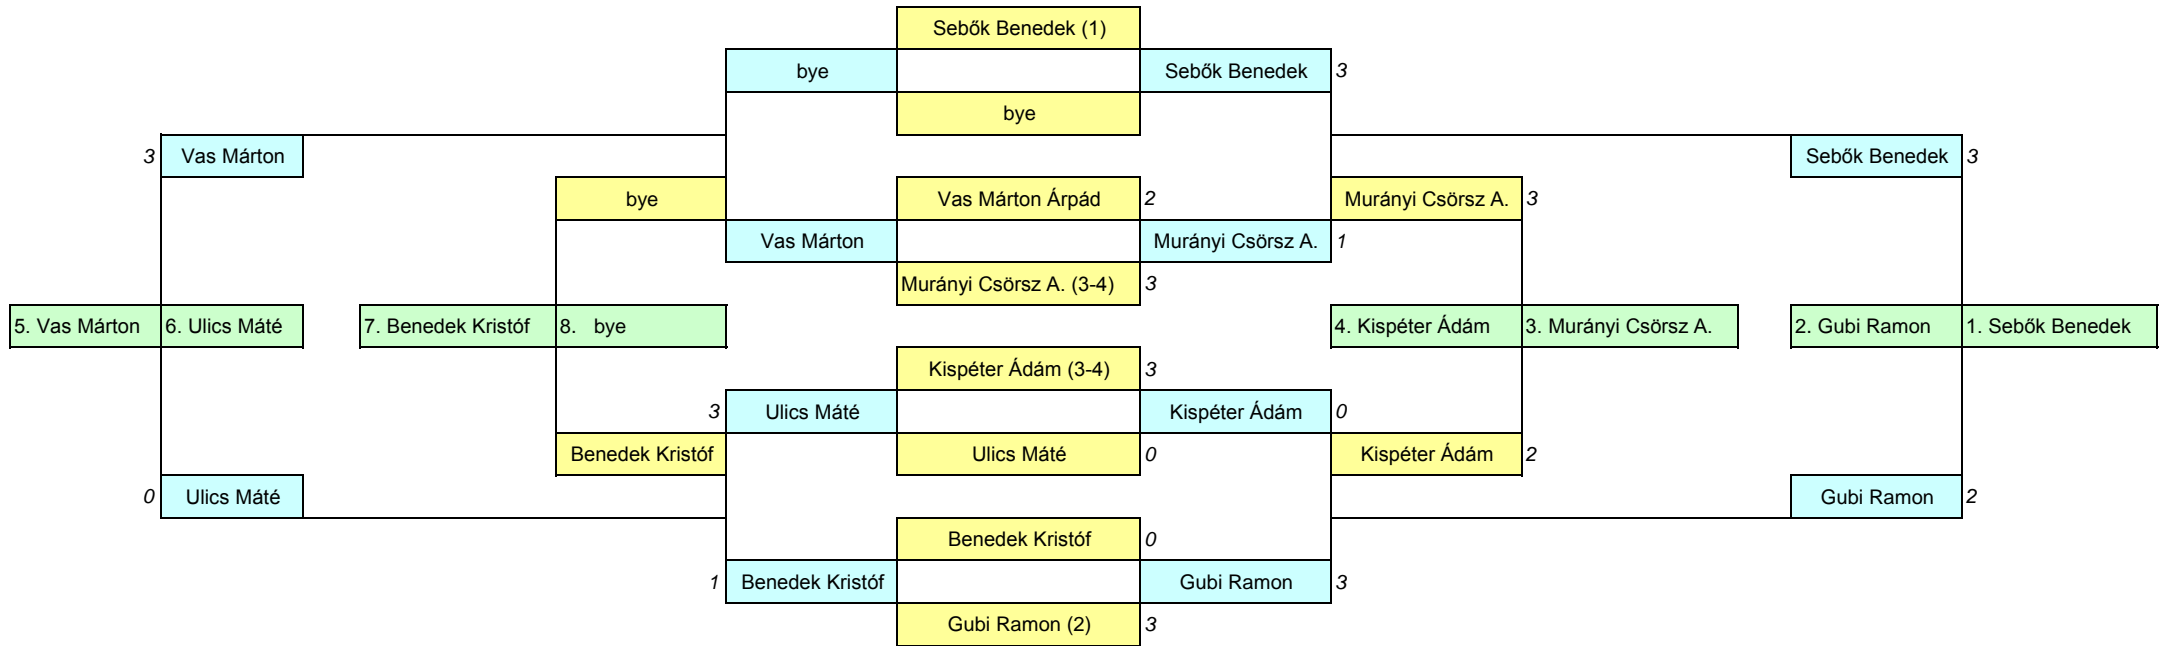 Sebők Benedek (1)
bye Sebők Benedek 3
bye
3 Vas Márton Sebők Benedek 3
bye Vas Márton Árpád 2 Murányi Csörsz A. 3
Vas Márton Murányi Csörsz A. 1
Murányi Csörsz A. (3-4) 3
5. Vas Márton 6. Ulics Máté 7. Benedek Kristóf 8. bye 4. Kispéter Ádám 3. Murányi Csörsz A. 2. Gubi Ramon 1. Sebők Benedek
Kispéter Ádám (3-4) 3
3 Ulics Máté Kispéter Ádám 0
Benedek Kristóf Ulics Máté 0 Kispéter Ádám 2
0 Ulics Máté Gubi Ramon 2
Benedek Kristóf 0
1 Benedek Kristóf Gubi Ramon 3
Gubi Ramon (2) 3